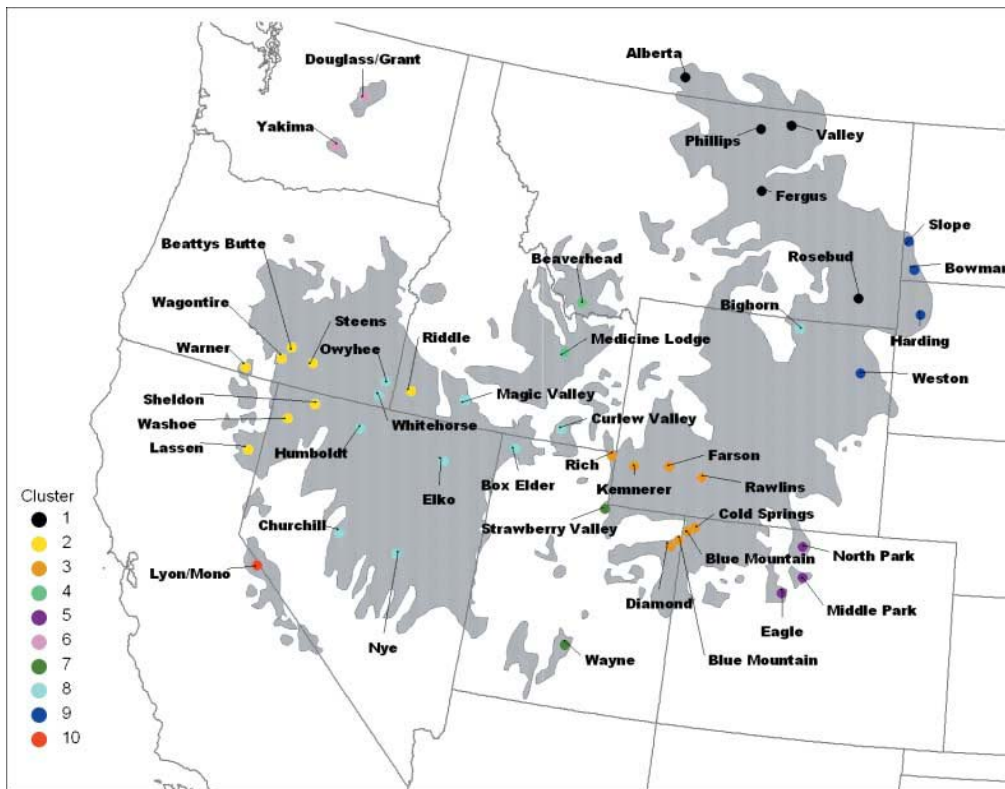 Alberta
Douglass/Grant
Yakima
Phillips
Valley
Fergus
Slope
Beattys Butte
Beaverhead
Rosebud
Bowman
Bighorn
Wagontire
Steens
Riddle
Medicine Lodge
Harding
Warner
Owyhee
Weston
Sheldon
Magic Valley
Washoe
Whitehorse
Curlew Valley
Lassen
Humboldt
Rich
Farson
Box Elder
Kemnerer
Rawlins
Elko
Cluster
1
2
3
4
5
6
7
8
9
10
Churchill
Strawberry Valley
Cold Springs
Lyon/Mono
Blue Mountain
North Park
Diamond
Middle Park
Eagle
Nye
Wayne
Blue Mountain